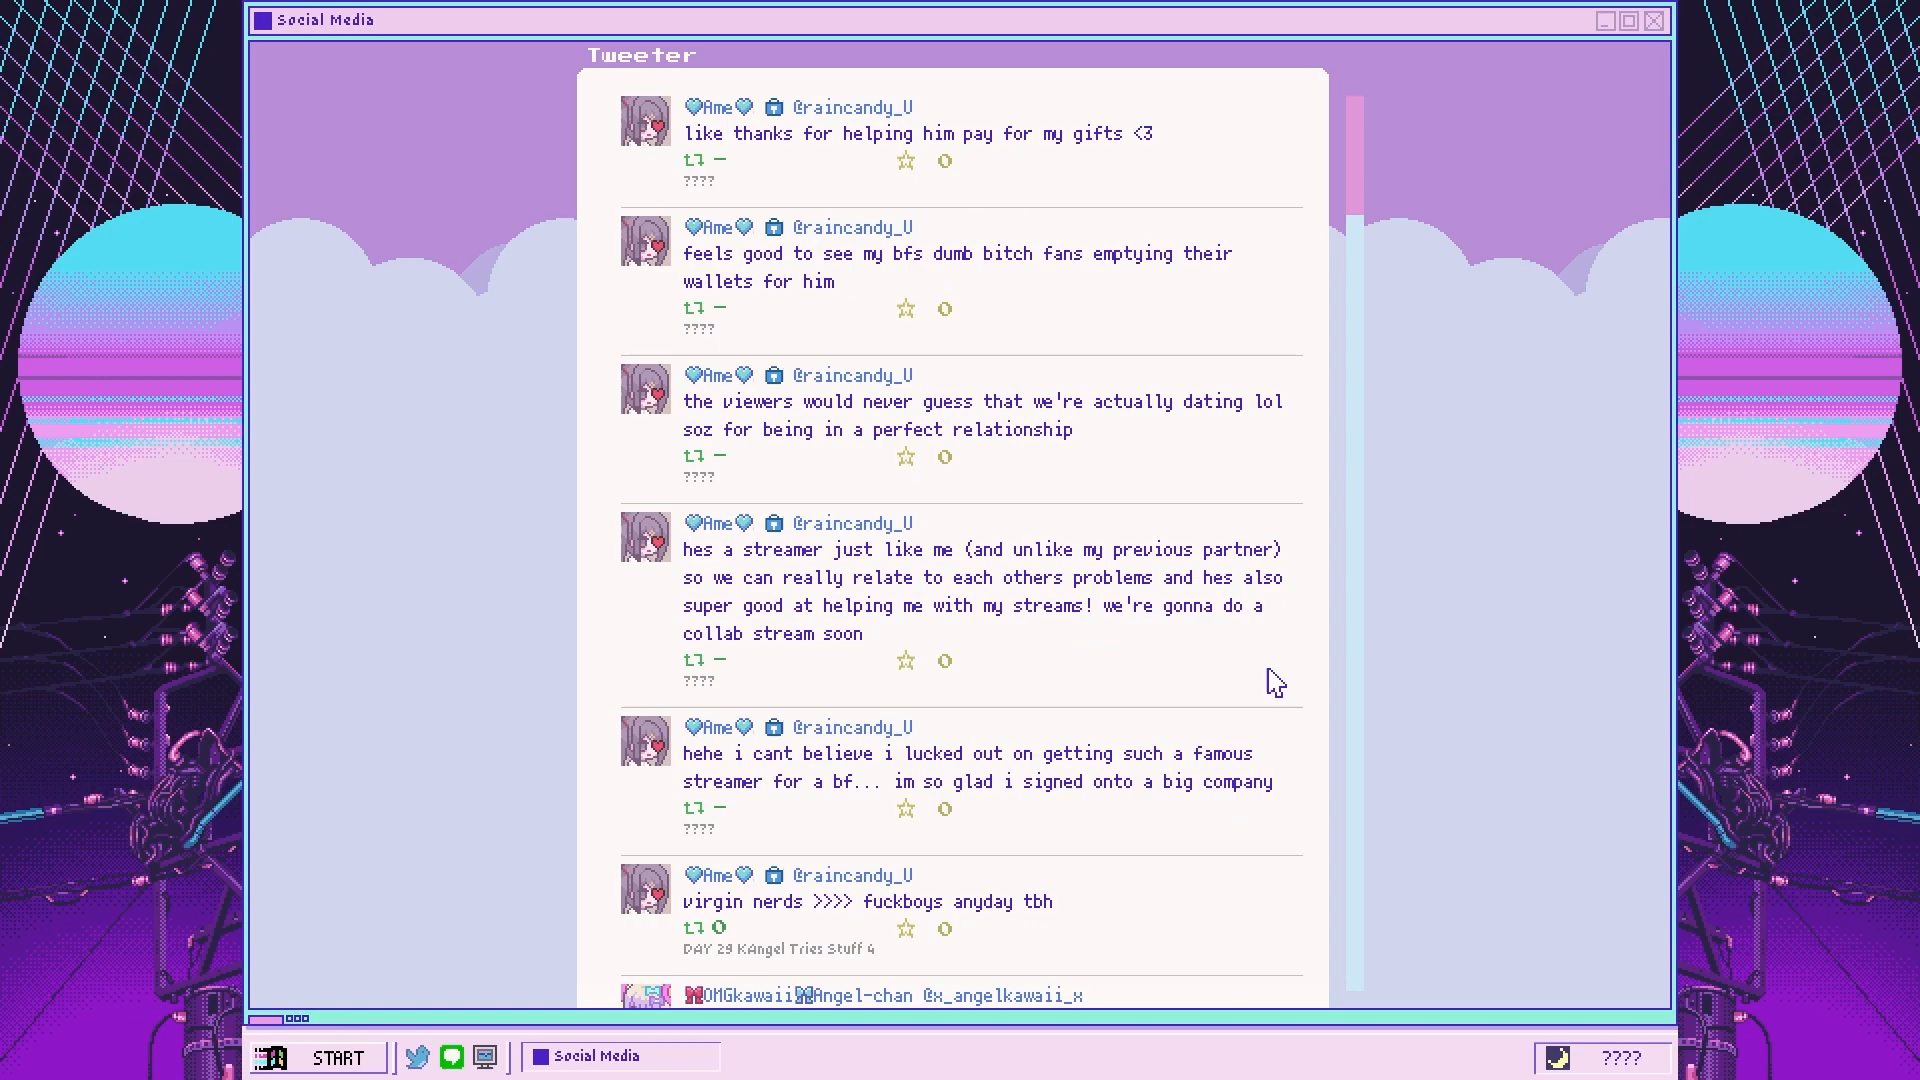 Social Media
Tweeter
Ame @raincandy_U
like thanks for helping him pay for my gifts <3
– 0
????
Ame @raincandy_U
feels good to see my bfs dumb bitch fans emptying their
wallets for him
– 0
????
Ame @raincandy_U
the viewers would never guess that we're actually dating lol
soz for being in a perfect relationship
– 0
????
Ame @raincandy_U
hes a streamer just like me (and unlike my previous partner)
so we can really relate to each others problems and hes also
super good at helping me with my streams! we're gonna do a
collab stream soon
– 0
????
Ame @raincandy_U
hehe i cant believe i lucked out on getting such a famous
streamer for a bf... im so glad i signed onto a big company
– 0
????
Ame @raincandy_U
virgin nerds >>>> fuckboys anyday tbh
0 0
DAY 29 KAngel Tries Stuff 4
OMGkawaiiAngel-chan @x_angelkawaii_x
START Social Media ????